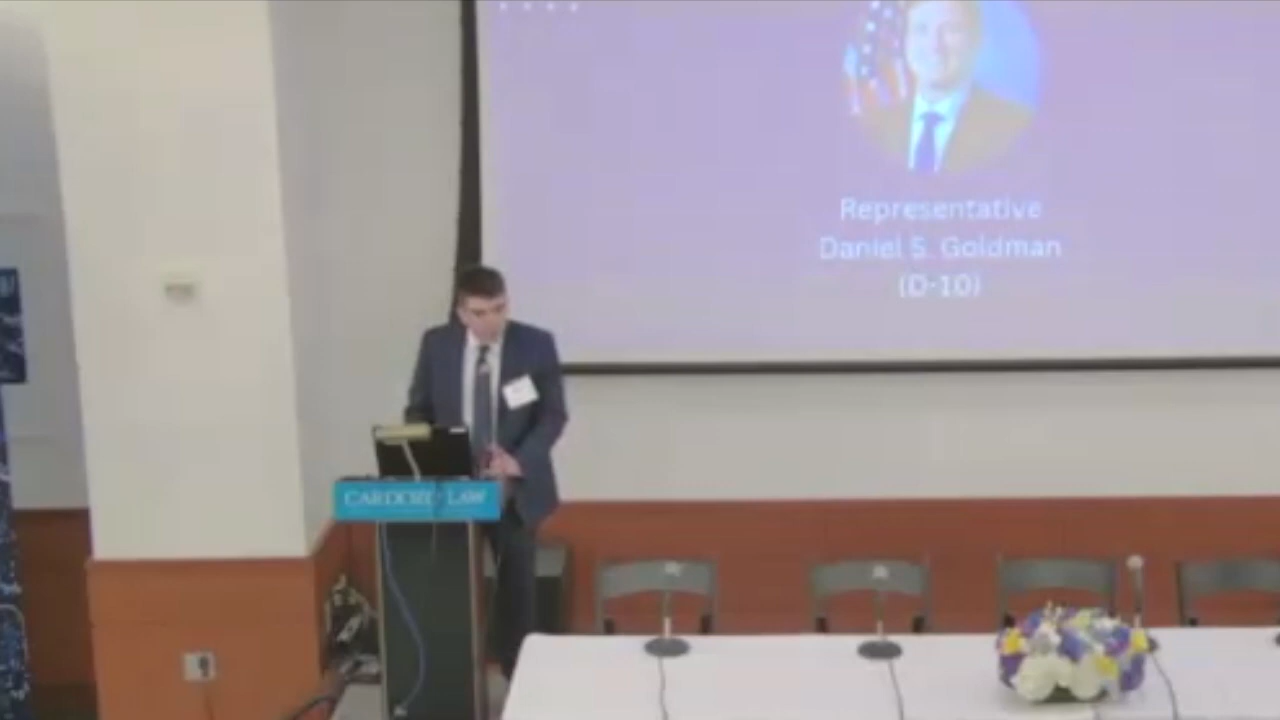 Representative
Daniel S. Goldman
(D-10)
CARDOZO LAW